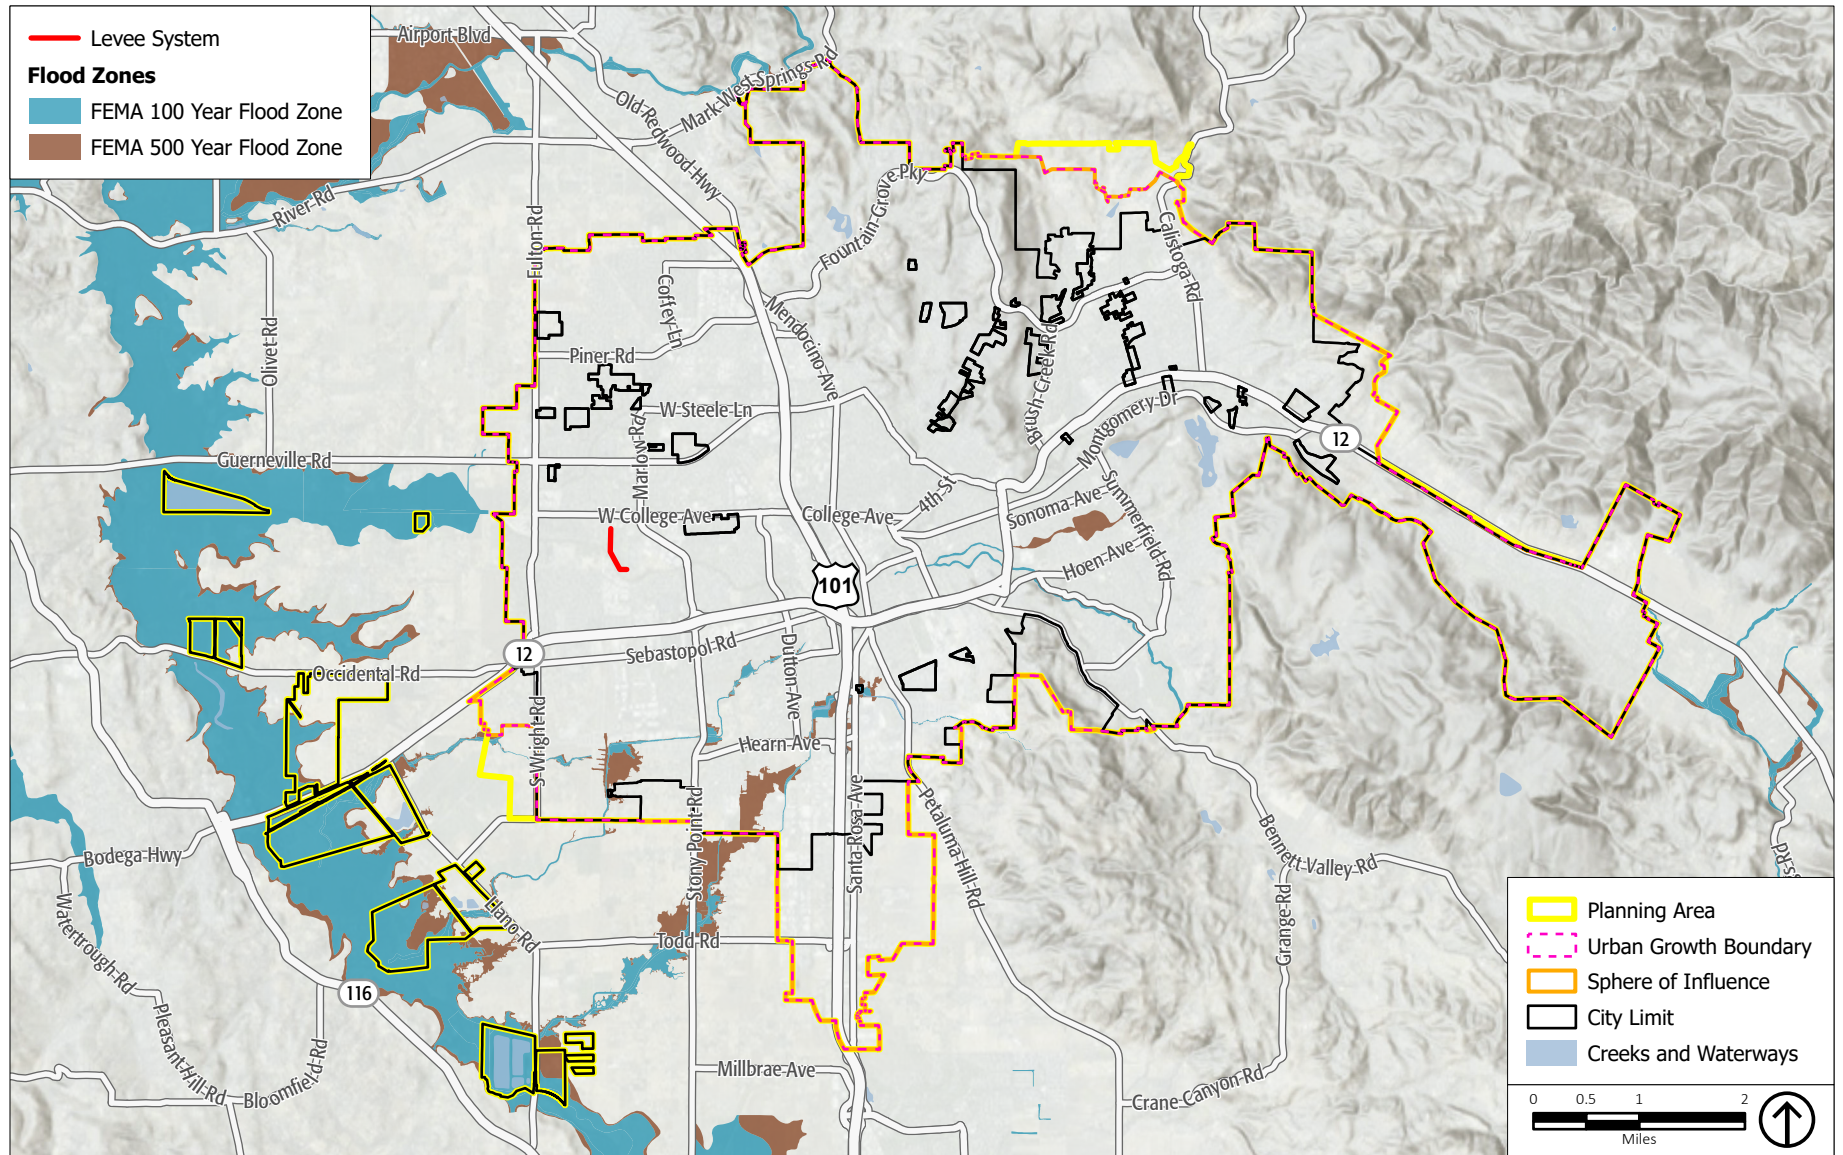 Levee System
Flood Zones
FEMA 100 Year Flood Zone
FEMA 500 Year Flood Zone
Airport Blvd
Old Redwood Hwy
Mark West Springs Rd
River Rd
Fulton Rd
Fountain Grove Pky
Calistoga Rd
Olivet Rd
Coffey Ln
Mendocino Ave
Piner Rd
Brush Creek Rd
W Steele Ln
Marlow Rd
Montgomery Dr
12
Guerneville Rd
4th St
Summerfield Rd
W College Ave
College Ave
Sonoma Ave
Hoen Ave
101
12
Sebastopol Rd
Dutton Ave
Occidental Rd
S Wright Rd
Hearn Ave
Stony Point Rd
Santa Rosa Ave
Petaluma Hill Rd
Bennett Valley Rd
Bodega Hwy
Watertrough Rd
Llano Rd
Todd Rd
Grange Rd
116
Pleasant Hill Rd
Bloomfield Rd
Millbrae Ave
Crane Canyon Rd
Planning Area
Urban Growth Boundary
Sphere of Influence
City Limit
Creeks and Waterways
0 0.5 1 2
Miles